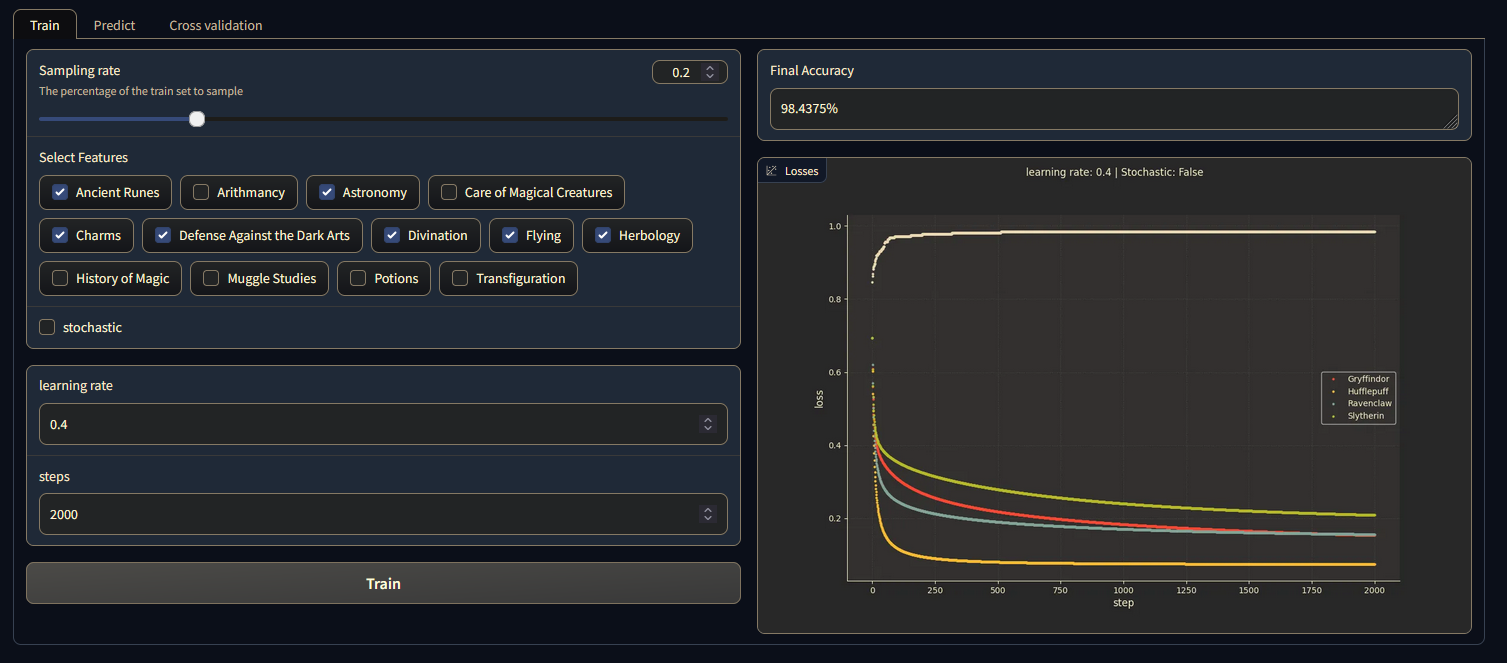 Train Predict Cross validation
Sampling rate 0.2
The percentage of the train set to sample
Select Features
Ancient Runes Arithmancy Astronomy Care of Magical Creatures
Charms Defense Against the Dark Arts Divination Flying Herbology
History of Magic Muggle Studies Potions Transfiguration
stochastic
learning rate
0.4
steps
2000
Train
Final Accuracy
98.4375%
Losses
learning rate: 0.4 | Stochastic: False
1.0
0.8
0.6
0.4
0.2
loss
Gryffindor
Hufflepuff
Ravenclaw
Slytherin
0 250 500 750 1000 1250 1500 1750 2000
step